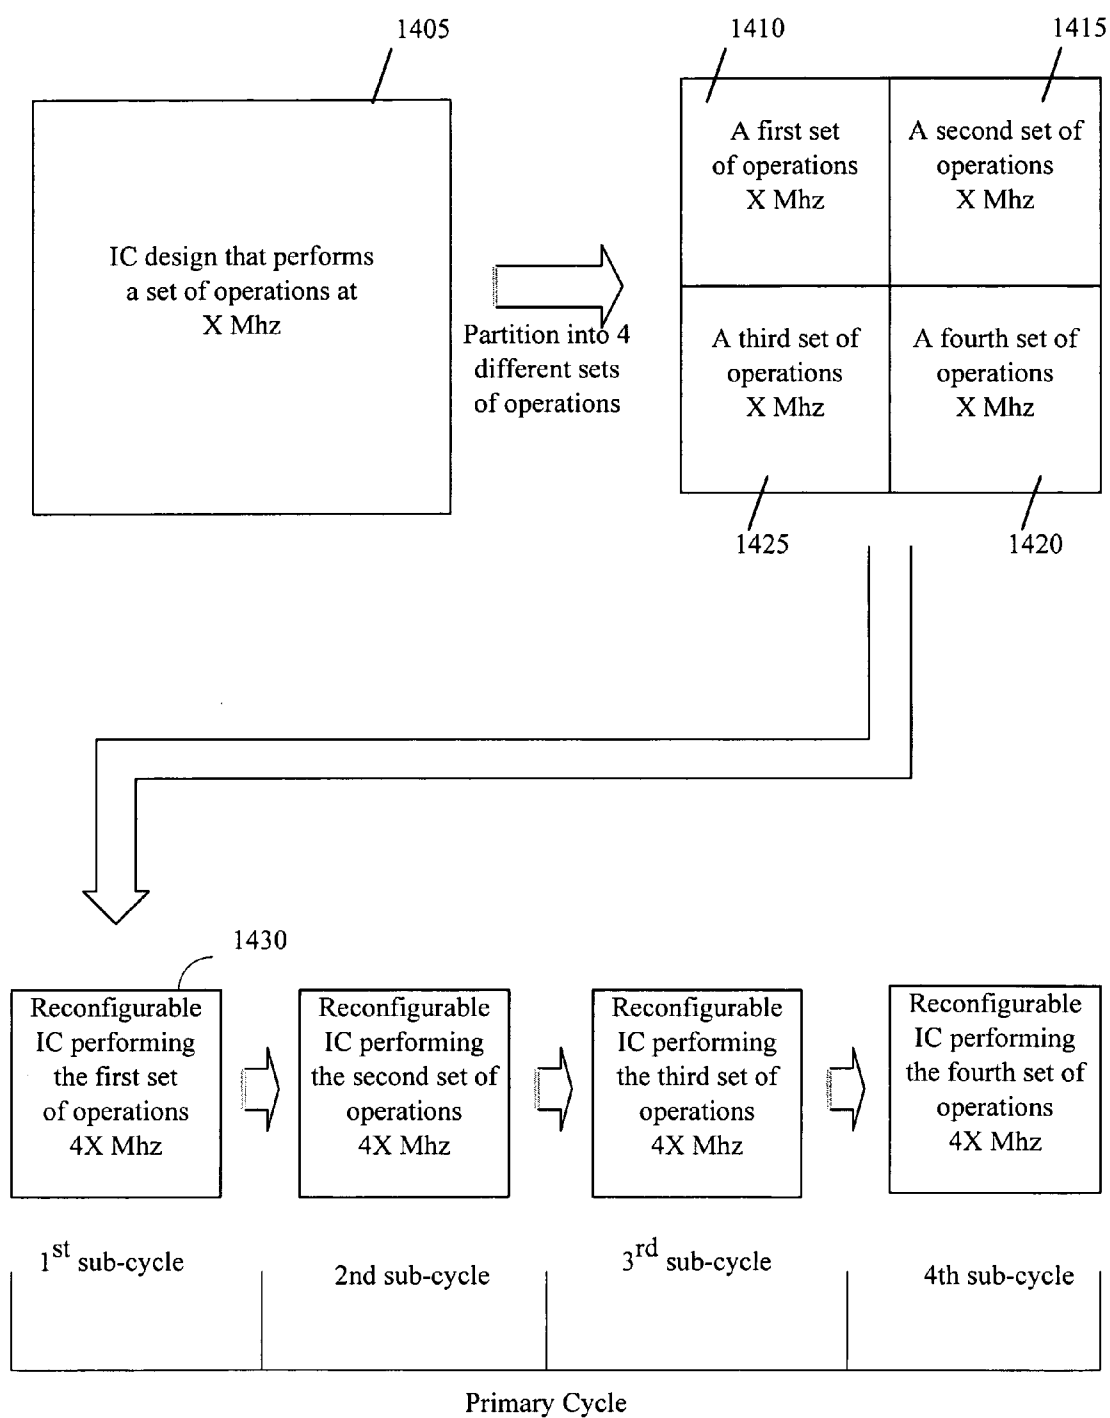 1405
1410
1415
IC design that performs
a set of operations at
X Mhz
Partition into 4
different sets
of operations
A first set
of operations
X Mhz
A second set of
operations
X Mhz
A third set of
operations
X Mhz
A fourth set of
operations
X Mhz
1425
1420
1430
Reconfigurable
IC performing
the first set
of operations
4X Mhz
Reconfigurable
IC performing
the second set of
operations
4X Mhz
Reconfigurable
IC performing
the third set of
operations
4X Mhz
Reconfigurable
IC performing
the fourth set of
operations
4X Mhz
1st sub-cycle
2nd sub-cycle
3rd sub-cycle
4th sub-cycle
Primary Cycle